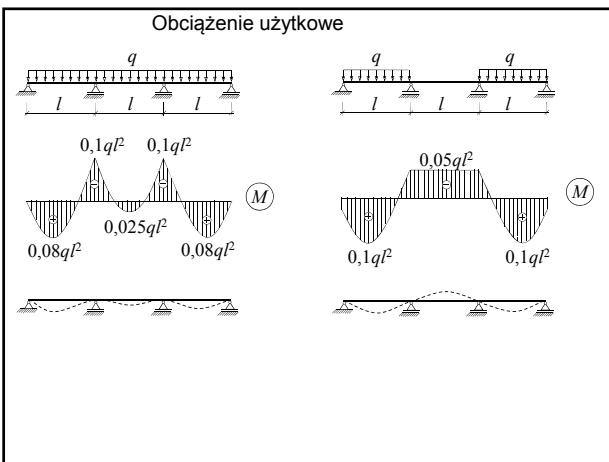 Obciążenie użytkowe
q
l l l
0,1ql² 0,1ql²
M
0,025ql²
0,08ql² 0,08ql²
q q
l l l
0,05ql²
M
0,1ql² 0,1ql²